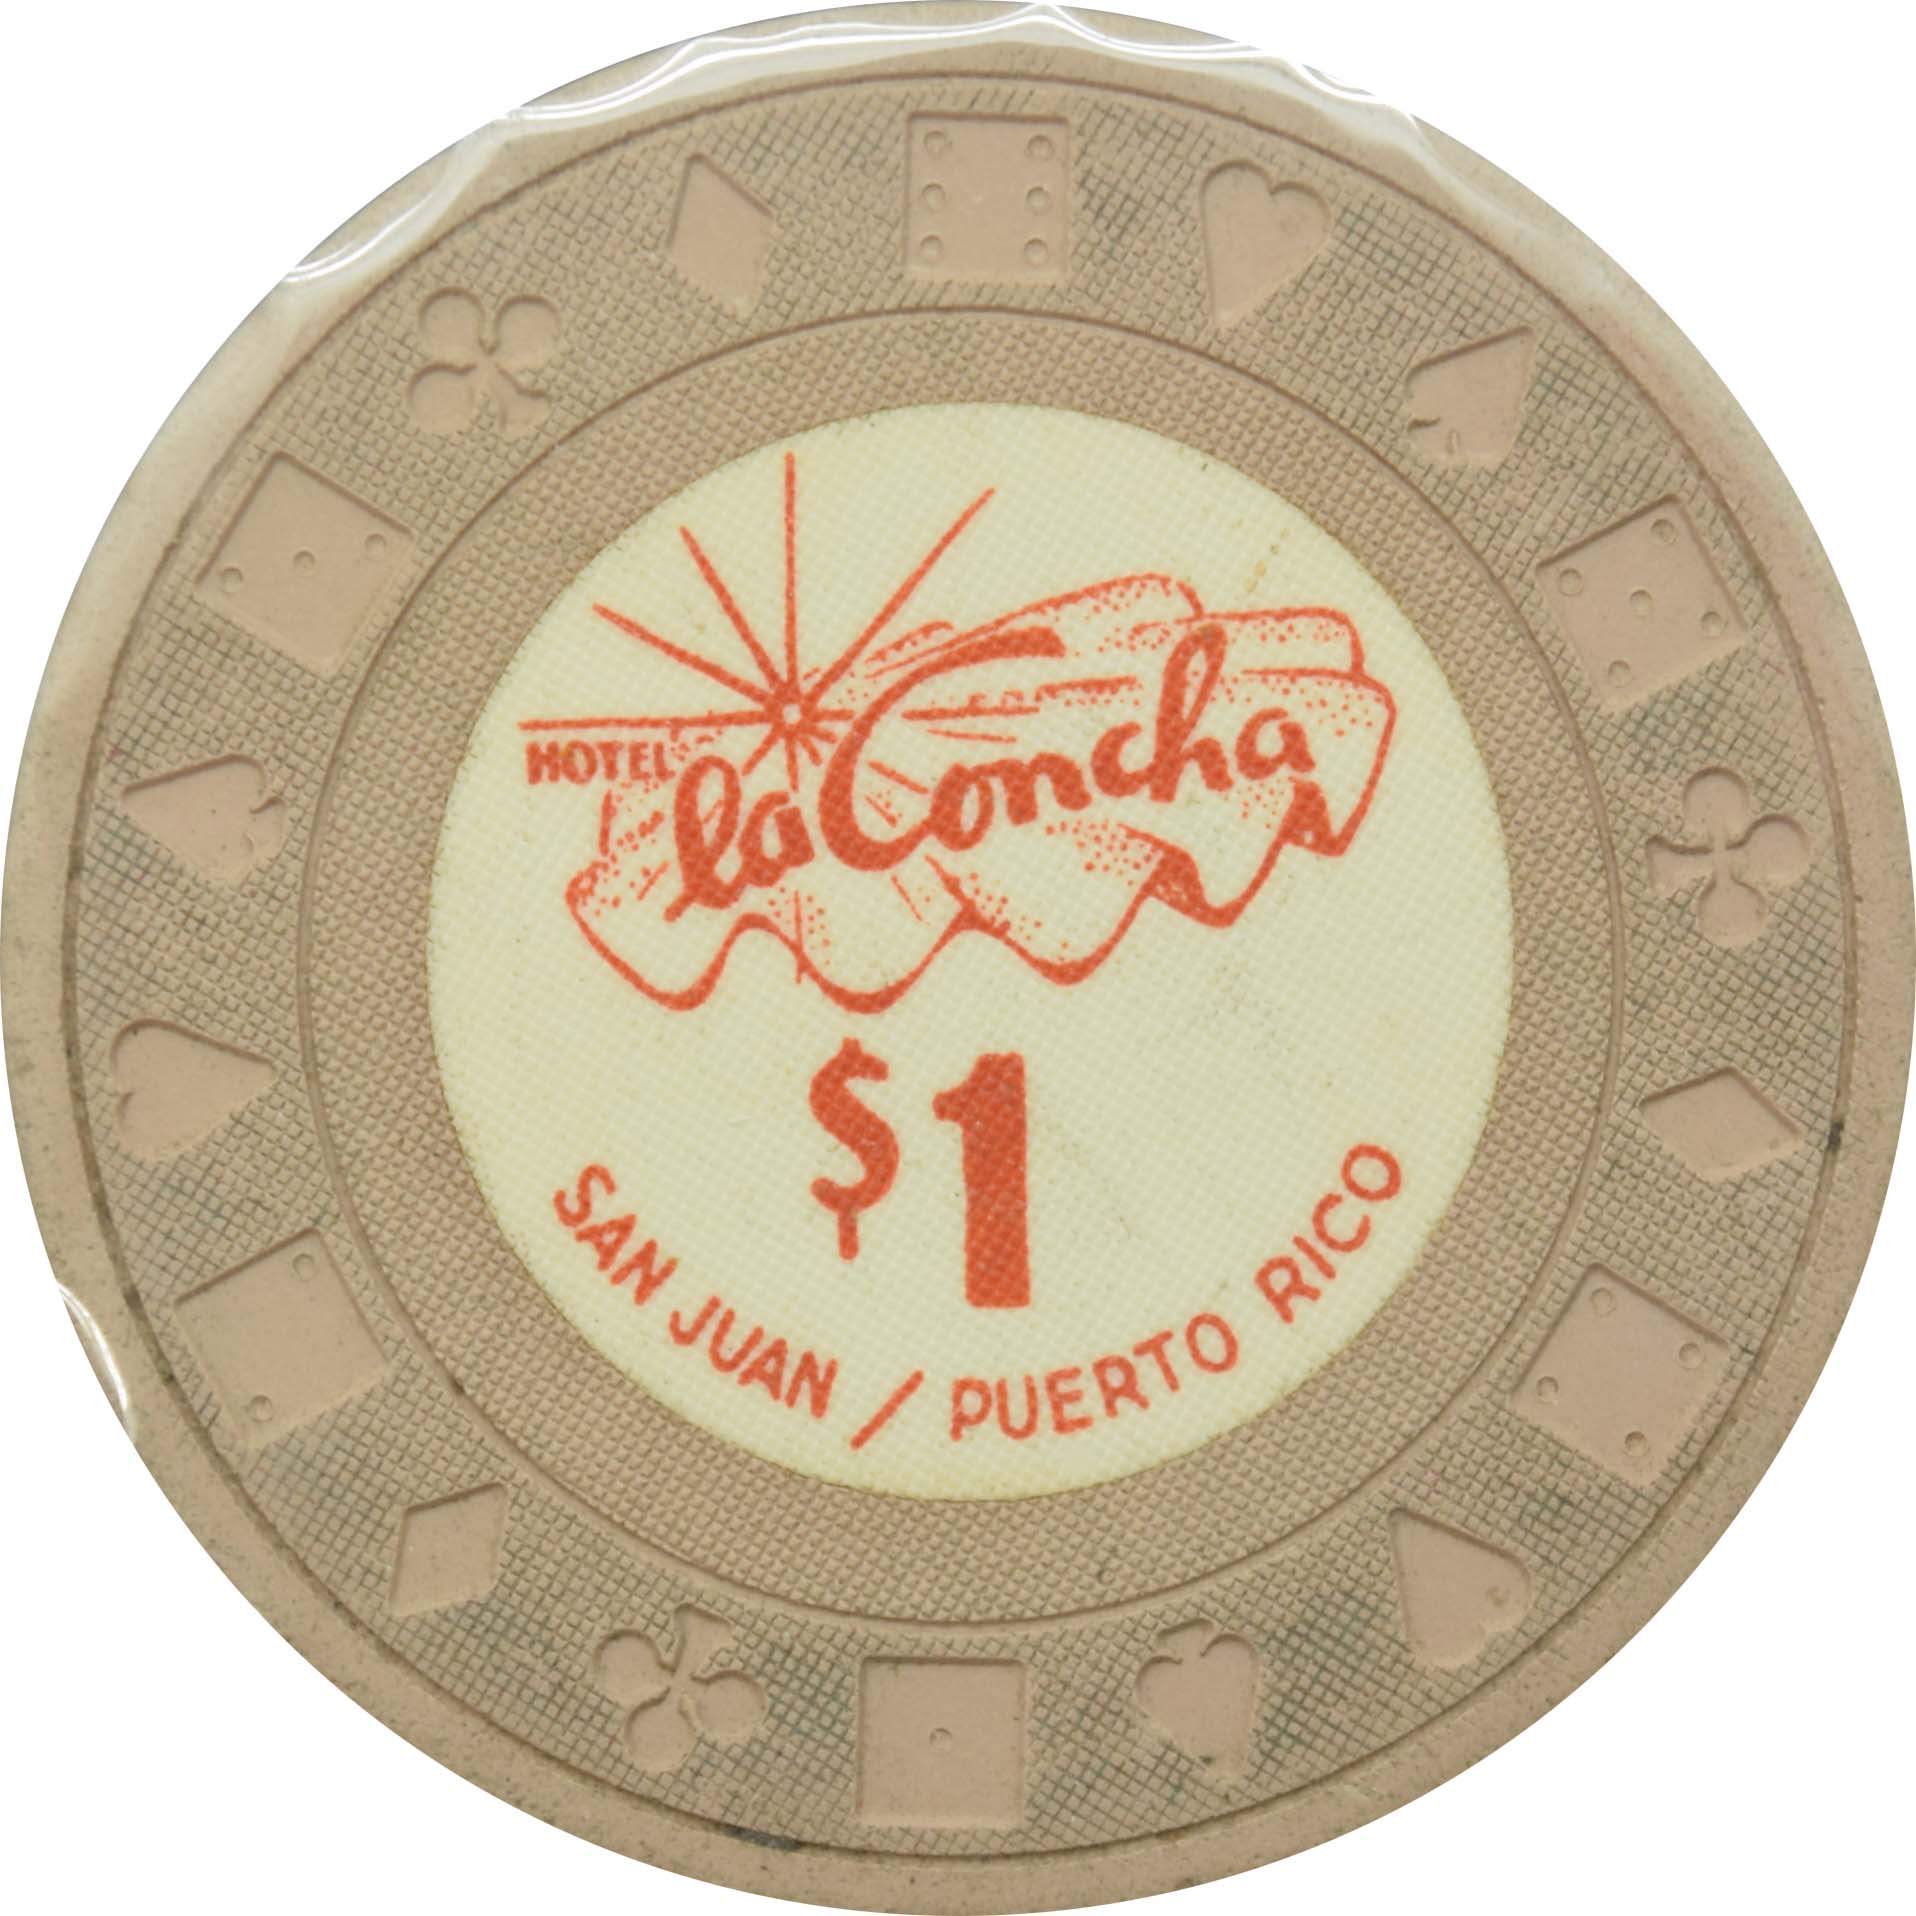 HOTEL
la Concha
$1
SAN JUAN / PUERTO RICO